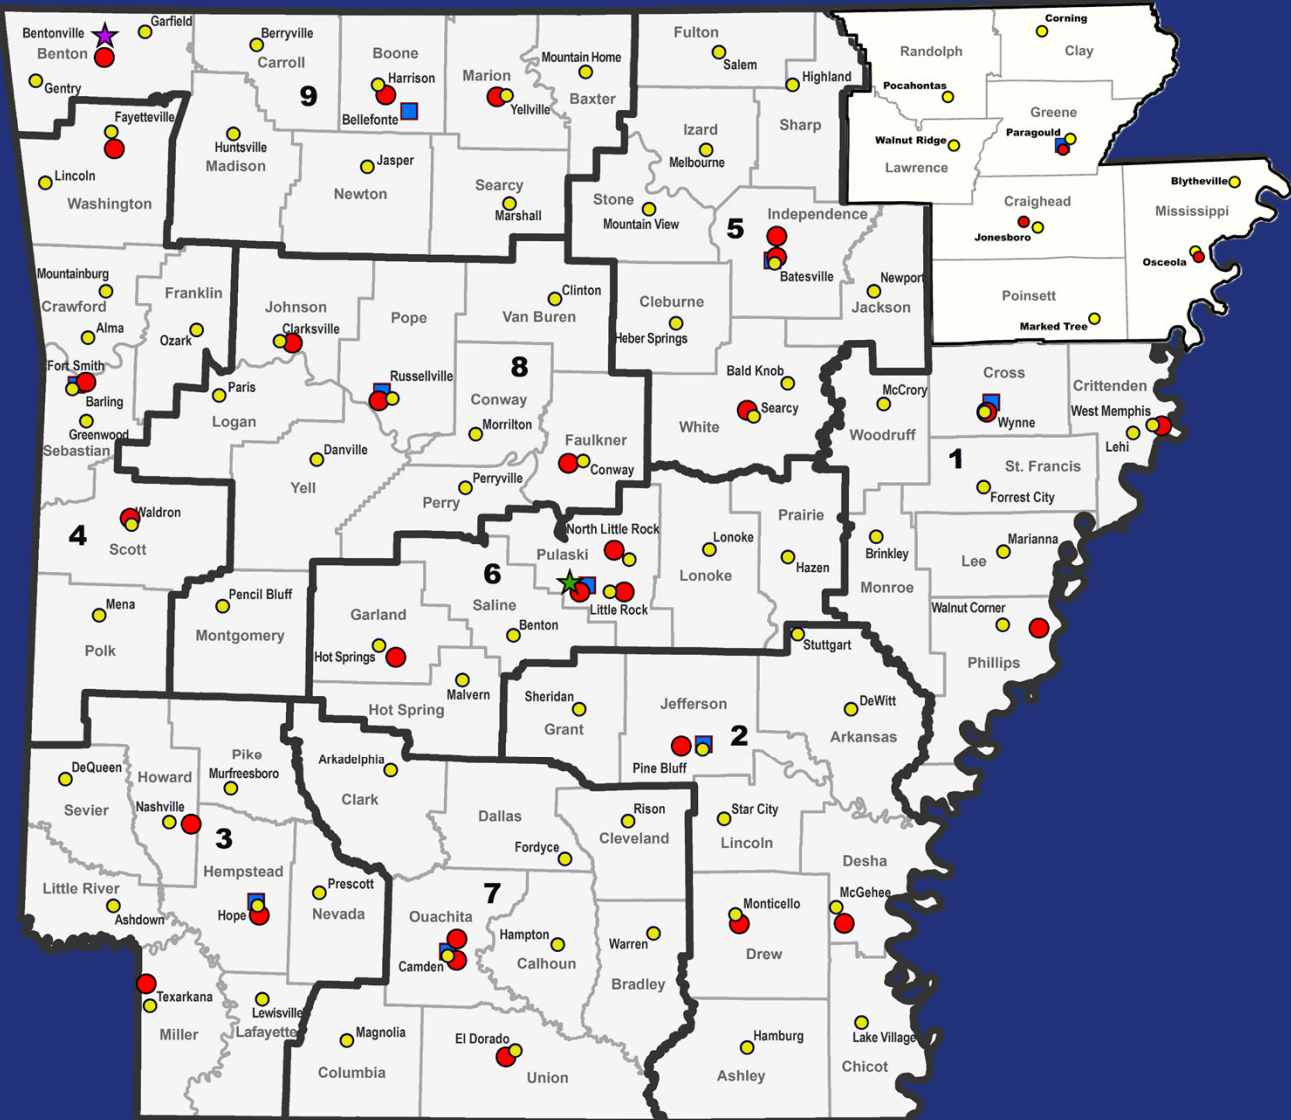 Bentonville
Garfield
Benton
Gentry
Berryville
Carroll
9
Boone
Harrison
Bellefonte
Marion
Yellville
Mountain Home
Baxter
Fulton
Salem
Highland
Sharp
Randolph
Pocahontas
Corning
Clay
Greene
Paragould
Walnut Ridge
Lawrence
Fayetteville
Lincoln
Washington
Huntsville
Madison
Jasper
Newton
Searcy
Marshall
Izard
Melbourne
Stone
Mountain View
5
Independence
Batesville
Craighead
Jonesboro
Blytheville
Mississippi
Osceola
Poinsett
Marked Tree
Mountainburg
Crawford
Alma
Franklin
Ozark
Johnson
Clarksville
Pope
Clinton
Van Buren
Cleburne
Heber Springs
Newport
Jackson
Fort Smith
Barling
Greenwood
Sebastian
Paris
Logan
Russellville
8
Conway
Morrilton
Faulkner
Conway
Bald Knob
Searcy
White
McCrory
Woodruff
Cross
Wynne
Crittenden
West Memphis
Lehi
1
St. Francis
Forrest City
Danville
Yell
Perryville
Perry
Waldron
4
Scott
North Little Rock
Pulaski
6
Saline
Little Rock
Benton
Lonoke
Lonoke
Prairie
Hazen
Brinkley
Monroe
Marianna
Lee
Walnut Corner
Phillips
Mena
Polk
Pencil Bluff
Montgomery
Garland
Hot Springs
Malvern
Hot Spring
Sheridan
Grant
Jefferson
2
Pine Bluff
Stuttgart
DeWitt
Arkansas
DeQueen
Sevier
Howard
Nashville
Pike
Murfreesboro
3
Hempstead
Hope
Arkadelphia
Clark
Dallas
Fordyce
Rison
Cleveland
Star City
Lincoln
Desha
McGehee
Little River
Ashdown
Prescott
Nevada
7
Ouachita
Camden
Hampton
Calhoun
Warren
Bradley
Monticello
Drew
Texarkana
Miller
Lewisville
Lafayette
Magnolia
Columbia
El Dorado
Union
Hamburg
Ashley
Lake Village
Chicot